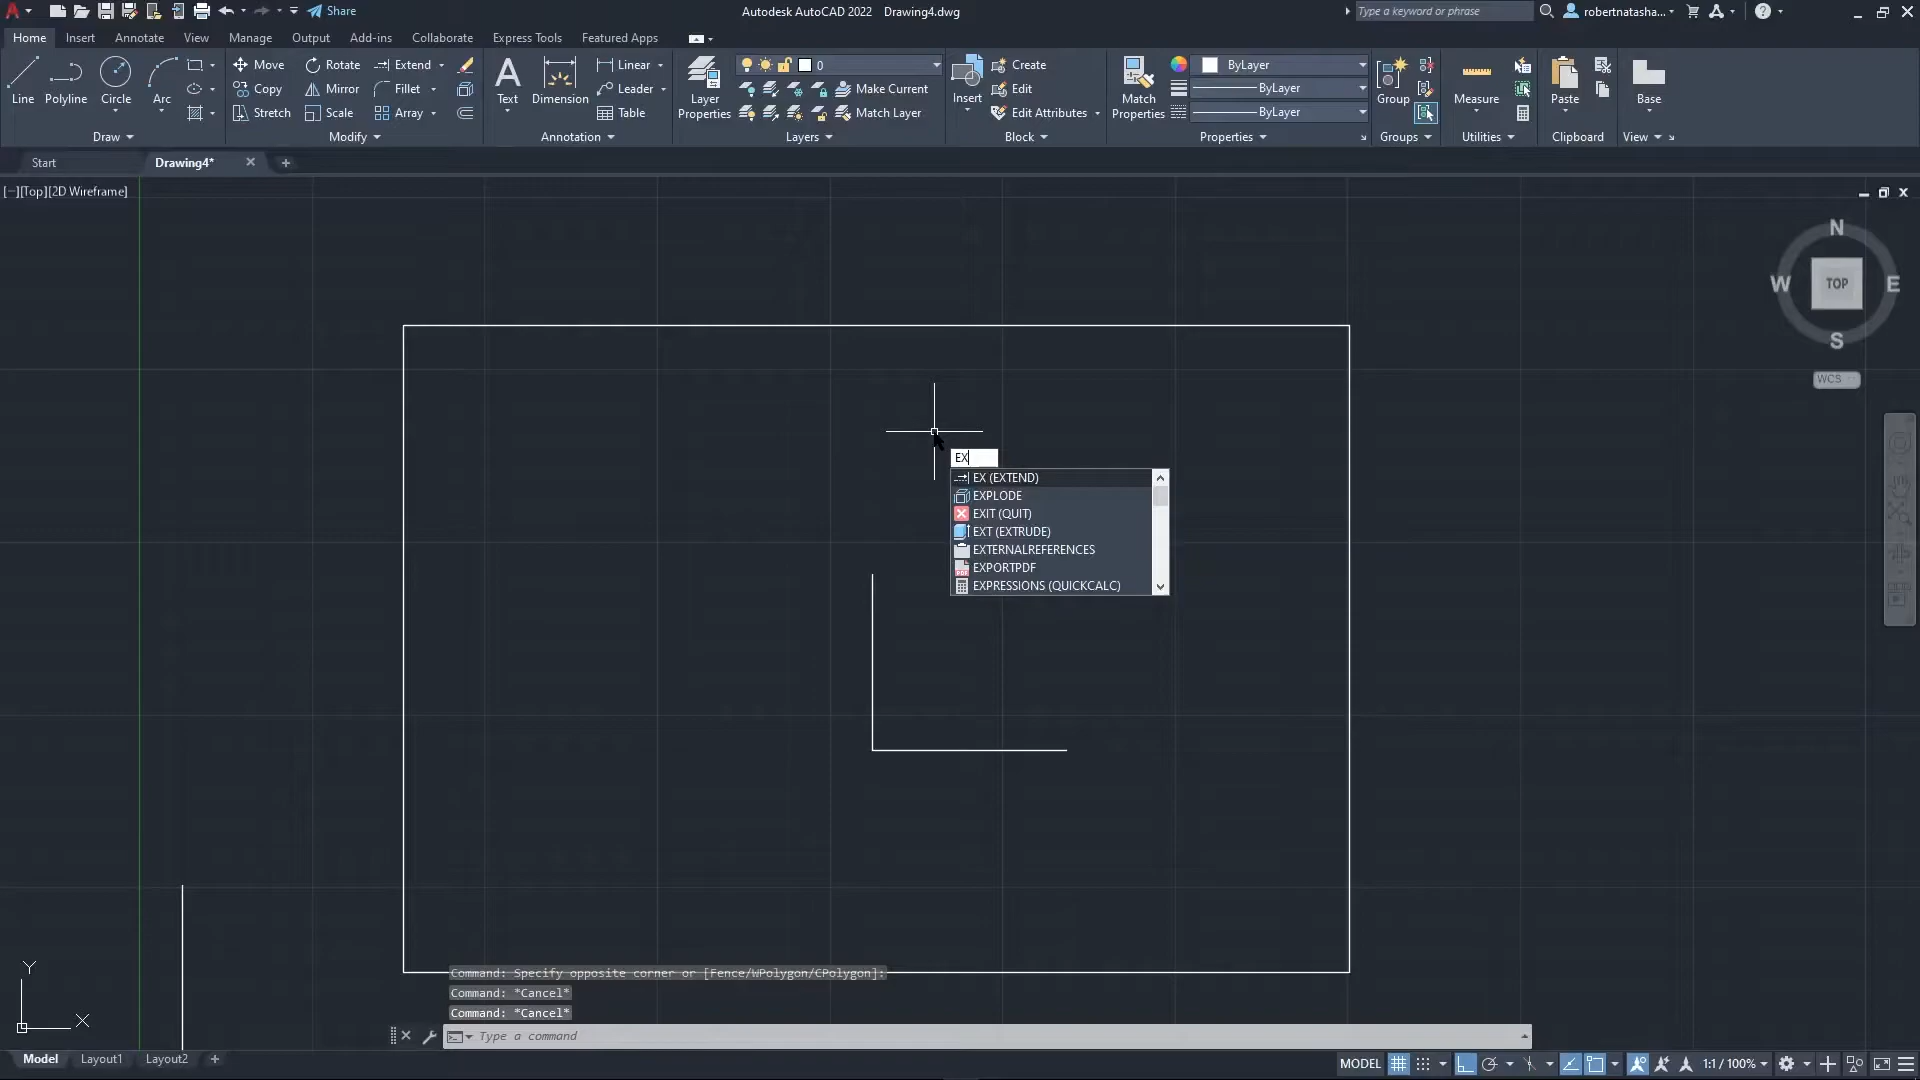 Share
Autodesk AutoCAD 2022 Drawing4.dwg
Type a keyword or phrase
robertnatasha...
Home Insert Annotate View Manage Output Add-ins Collaborate Express Tools Featured Apps
Line Polyline Circle Arc
Move Rotate Extend
Copy Mirror Fillet
Stretch Scale Array
Text Dimension
Linear
Leader
Table
Layer Properties
0
Make Current
Match Layer
Insert
Create
Edit
Edit Attributes
Match Properties
ByLayer
ByLayer
ByLayer
Group
Measure
Paste
Base
Draw Modify Annotation Layers Block Properties Groups Utilities Clipboard View
Start Drawing4*
[−][Top][2D Wireframe]
N
W TOP E
S
WCS
EX
EX (EXTEND)
EXPLODE
EXIT (QUIT)
EXT (EXTRUDE)
EXTERNALREFERENCES
EXPORTPDF
EXPRESSIONS (QUICKCALC)
Y
X
Command: Specify opposite corner or [Fence/WPolygon/CPolygon]:
Command: *Cancel*
Command: *Cancel*
Type a command
Model Layout1 Layout2
MODEL 1:1 / 100%